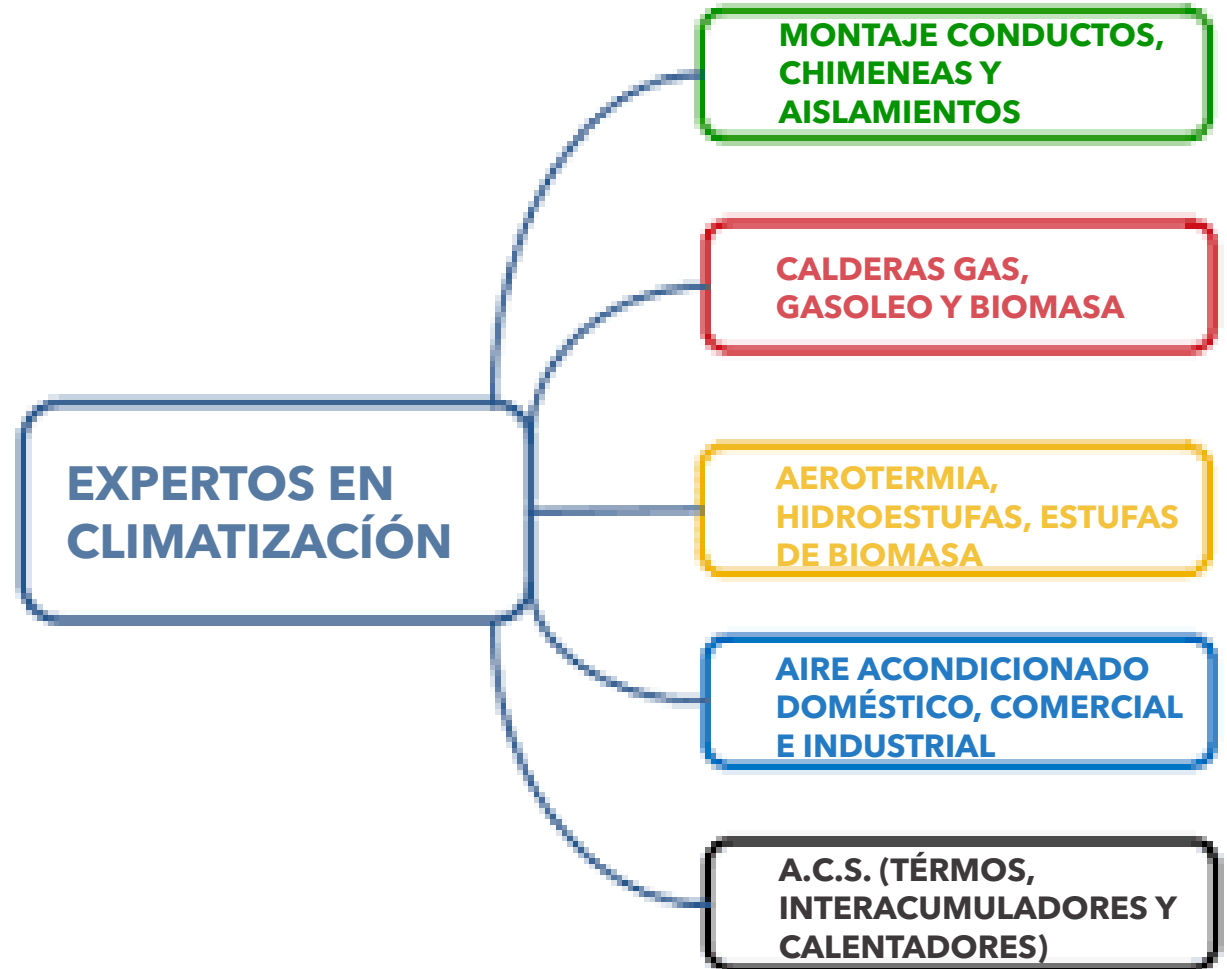 MONTAJE CONDUCTOS,
CHIMENEAS Y
AISLAMIENTOS
CALDERAS GAS,
GASOLEO Y BIOMASA
EXPERTOS EN
CLIMATIZACÍÓN
AEROTERMIA,
HIDROESTUFAS, ESTUFAS
DE BIOMASA
AIRE ACONDICIONADO
DOMÉSTICO, COMERCIAL
E INDUSTRIAL
A.C.S. (TÉRMOS,
INTERACUMULADORES Y
CALENTADORES)